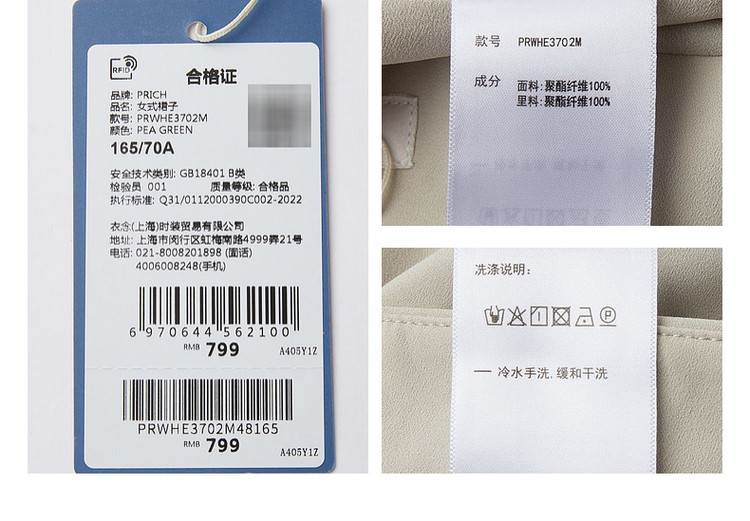 RFID
合格证
品牌: PRICH
品名: 女式裙子
款号: PRWHE3702M
颜色: PEA GREEN
165/70A
安全技术类别: GB18401 B类
检验员 001 质量等级: 合格品
执行标准: Q31/0112000390C002-2022
衣念(上海)时装贸易有限公司
地址: 上海市闵行区虹梅南路4999弄21号
电话: 021-8008201898 (面话)
4006008248(手机)
6 970644 562100
RMB 799 A405Y1Z
PRWHE3702M48165
RMB 799 A405Y1Z
款号 PRWHE3702M
成分 面料:聚酯纤维100%
里料:聚酯纤维100%
洗涤说明:
P
— 冷水手洗,缓和干洗